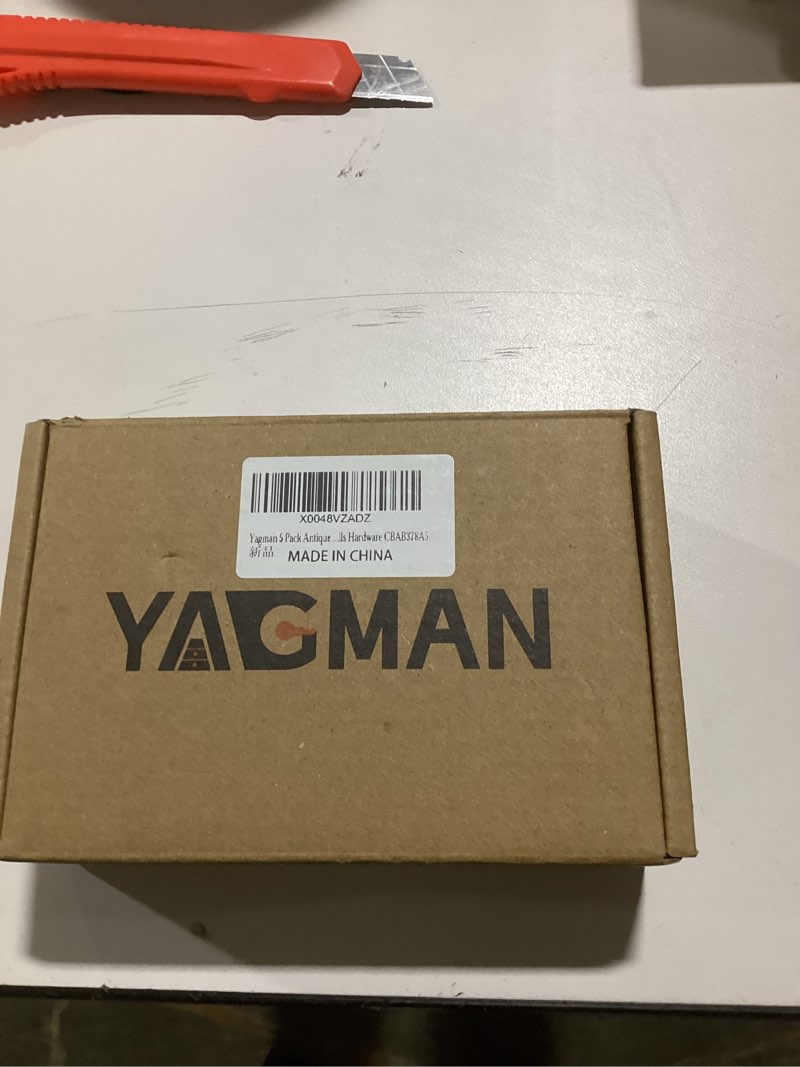 X0048VZADZ
Yagman 5 Pack Antique ...lls Hardware CBAB378A5
新品 MADE IN CHINA
YAGMAN